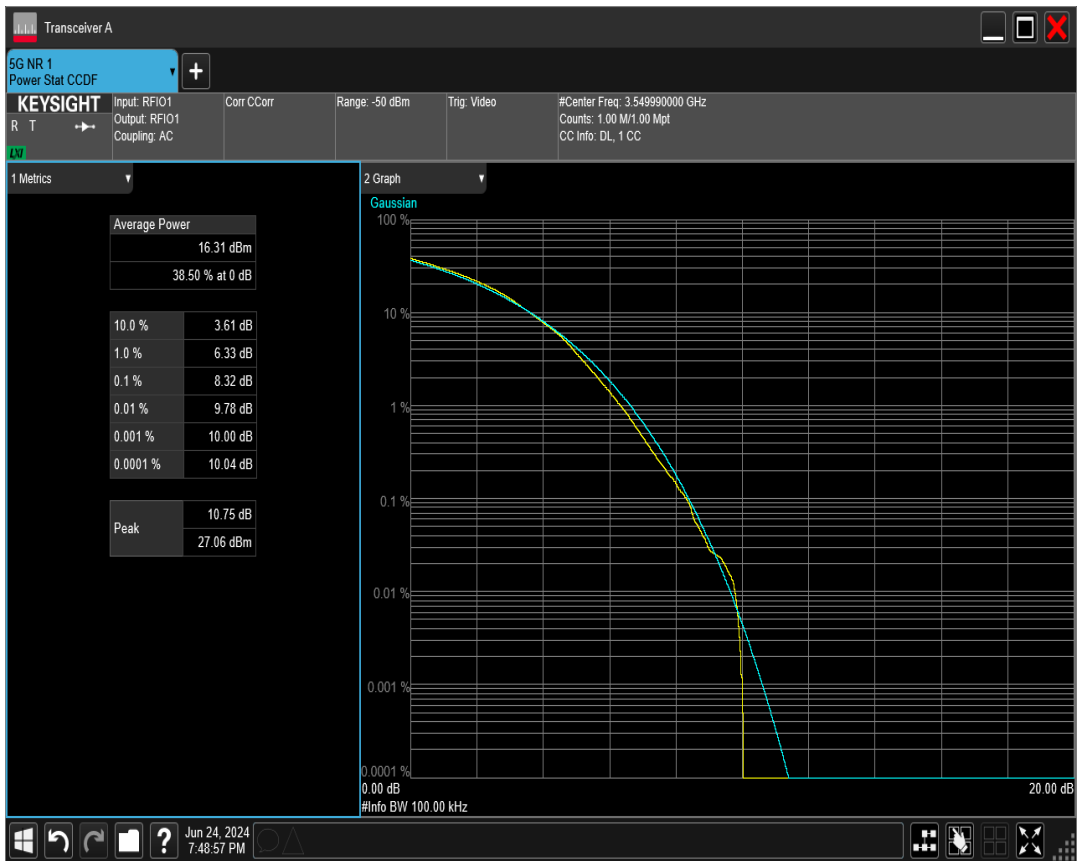 Transceiver A
5G NR 1
Power Stat CCDF
KEYSIGHT
R T
LXI
Input: RFIO1
Output: RFIO1
Coupling: AC
Corr CCorr
Range: -50 dBm
Trig: Video
#Center Freq: 3.549990000 GHz
Counts: 1.00 M/1.00 Mpt
CC Info: DL, 1 CC
1 Metrics
Average Power
16.31 dBm
38.50 % at 0 dB
10.0 % 3.61 dB
1.0 % 6.33 dB
0.1 % 8.32 dB
0.01 % 9.78 dB
0.001 % 10.00 dB
0.0001 % 10.04 dB
Peak
10.75 dB
27.06 dBm
2 Graph
Gaussian
100 %
10 %
1 %
0.1 %
0.01 %
0.001 %
0.0001 %
0.00 dB 20.00 dB
#Info BW 100.00 kHz
?
Jun 24, 2024
7:48:57 PM